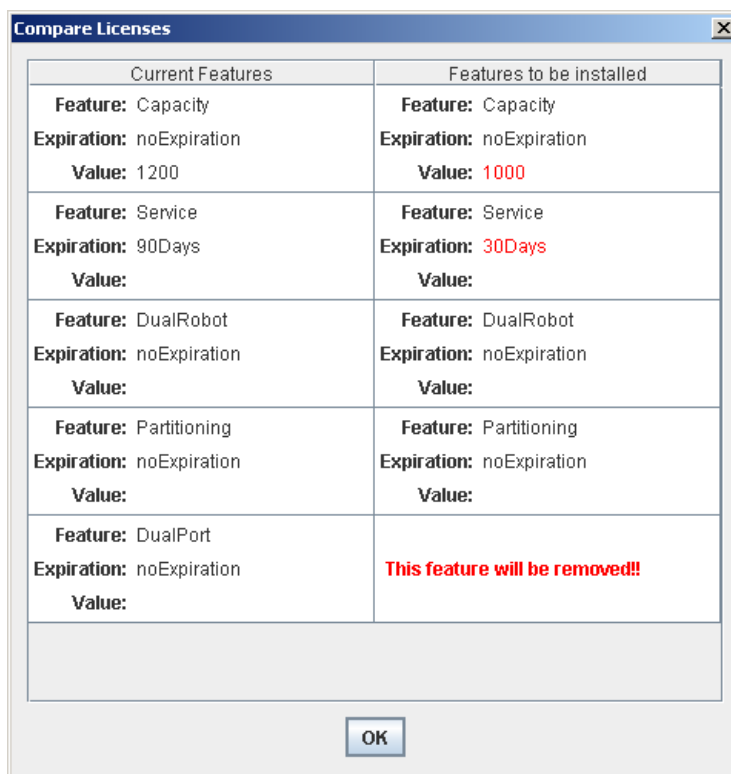 Compare Licenses
Current Features Features to be installed
Feature: Capacity Feature: Capacity
Expiration: noExpiration Expiration: noExpiration
Value: 1200 Value: 1000
Feature: Service Feature: Service
Expiration: 90Days Expiration: 30Days
Value: Value:
Feature: DualRobot Feature: DualRobot
Expiration: noExpiration Expiration: noExpiration
Value: Value:
Feature: Partitioning Feature: Partitioning
Expiration: noExpiration Expiration: noExpiration
Value: Value:
Feature: DualPort
Expiration: noExpiration This feature will be removed!!
Value:
OK